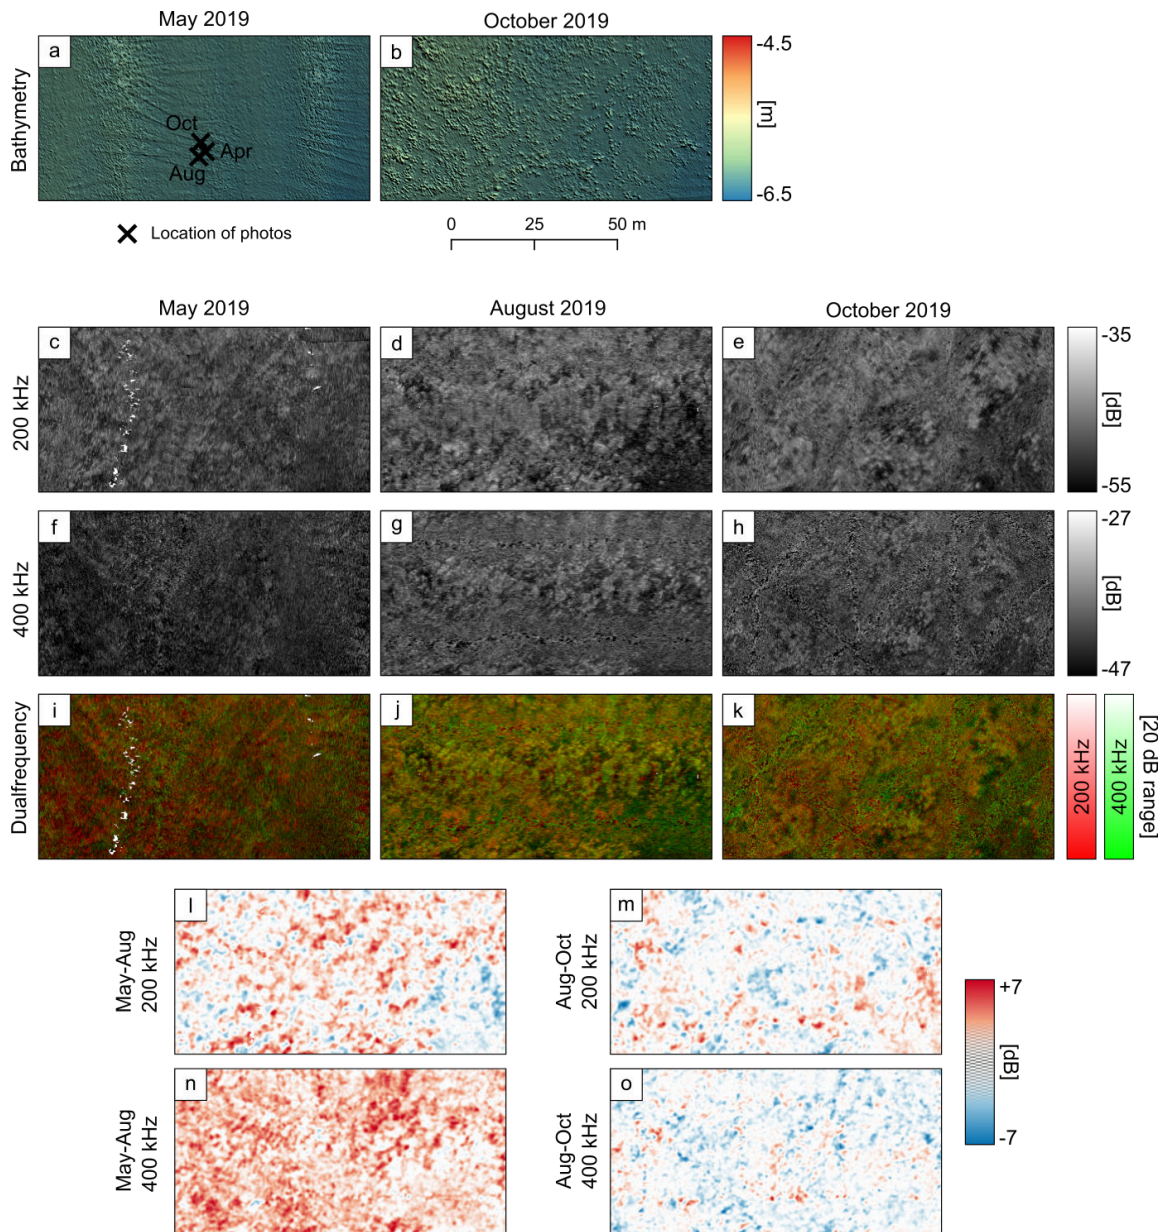 May 2019
October 2019
Bathymetry
a
b
Oct
Apr
Aug
-4.5
[m]
-6.5
Location of photos
0 25 50 m
May 2019
August 2019
October 2019
200 kHz
c
d
e
-35
[dB]
-55
400 kHz
f
g
h
-27
[dB]
-47
Dualfrequency
i
j
k
200 kHz
400 kHz
[20 dB range]
May-Aug
200 kHz
l
Aug-Oct
200 kHz
m
+7
[dB]
-7
May-Aug
400 kHz
n
Aug-Oct
400 kHz
o